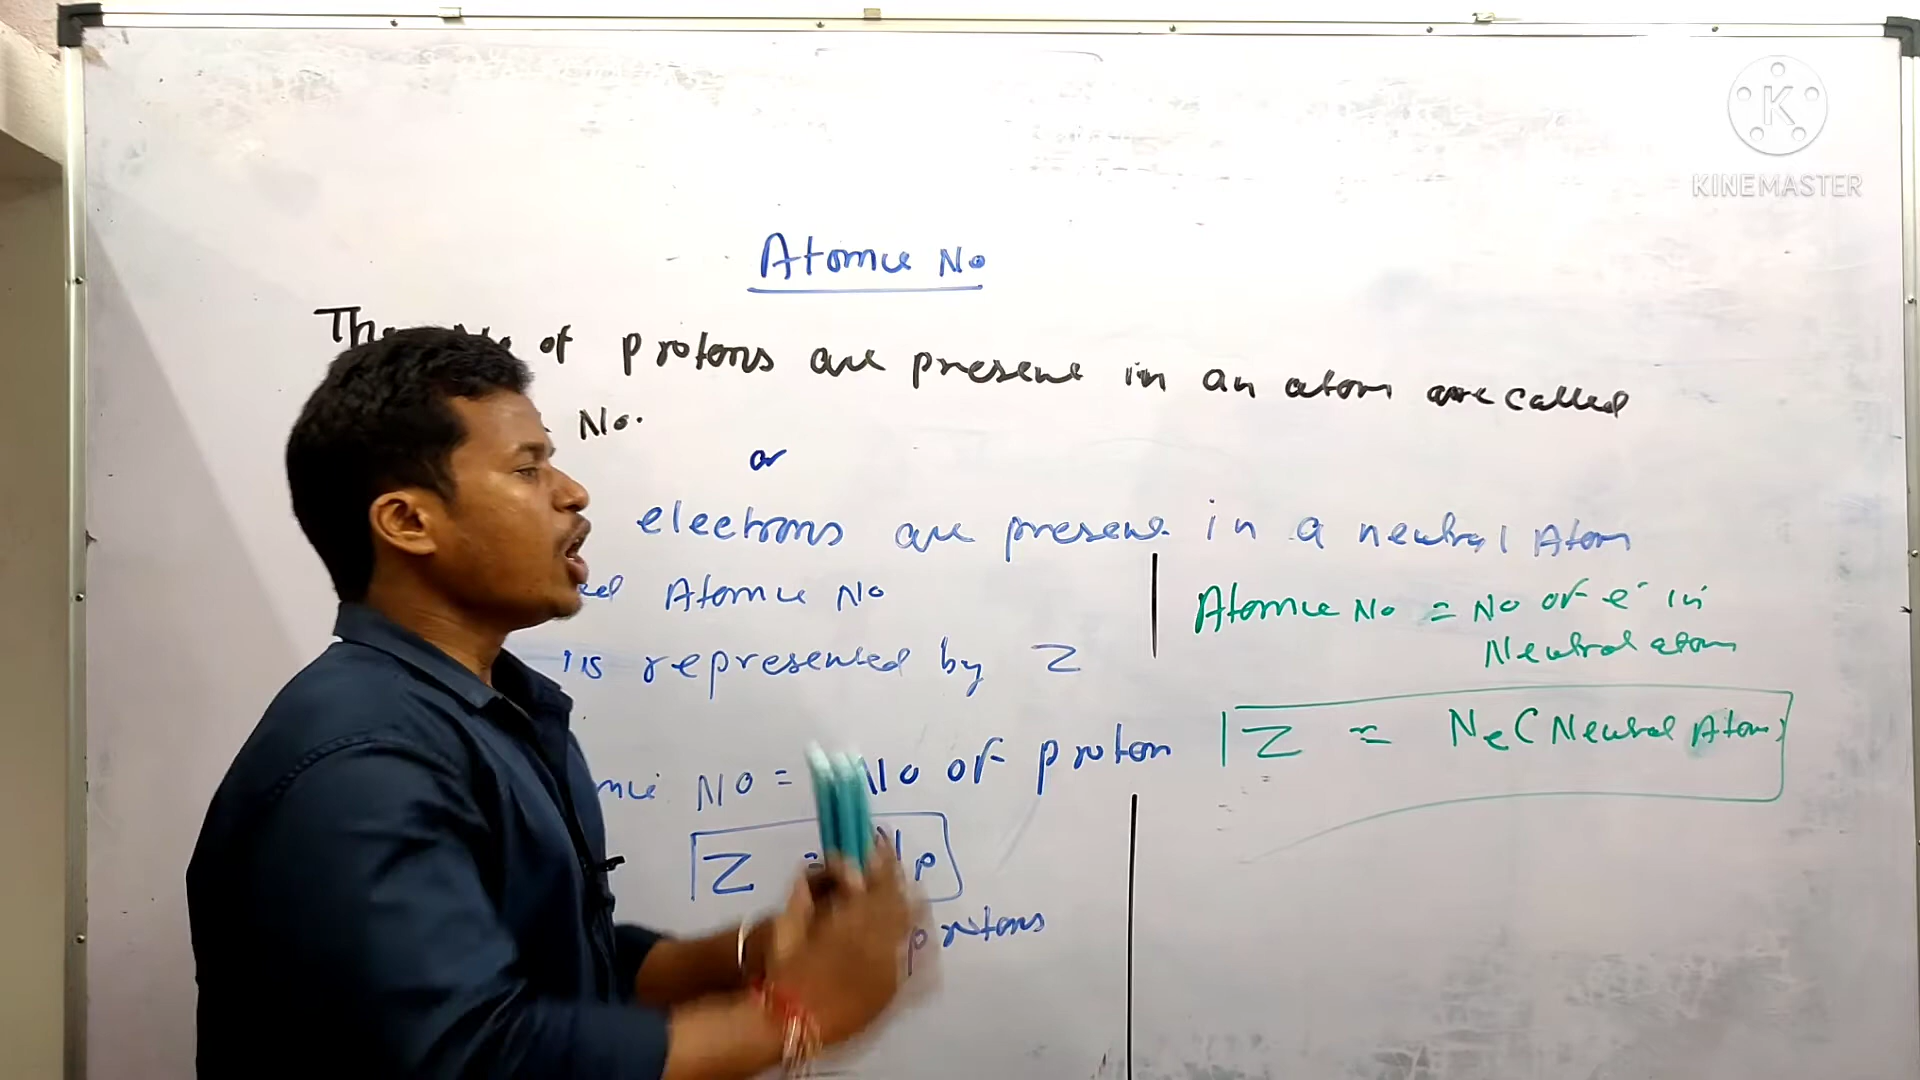 KINEMASTER
Atomic No
of protons are present in an atom are called
No.
or
electrons are present in a neutral Atom
Atomic No
is represented by Z
No = No of proton
Z = Np
protons
Atomic No = No of e- in
Neutral atom
Z = Ne (Neutral Atom)